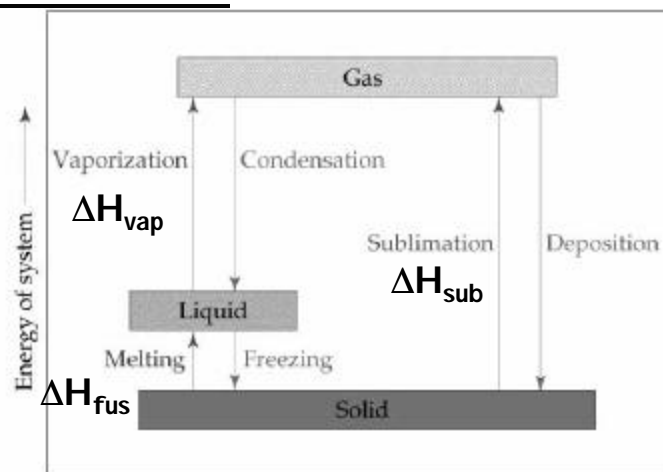 Gas
Energy of system
Vaporization
Condensation
ΔHvap
Sublimation
Deposition
ΔHsub
Liquid
Melting
Freezing
ΔHfus
Solid